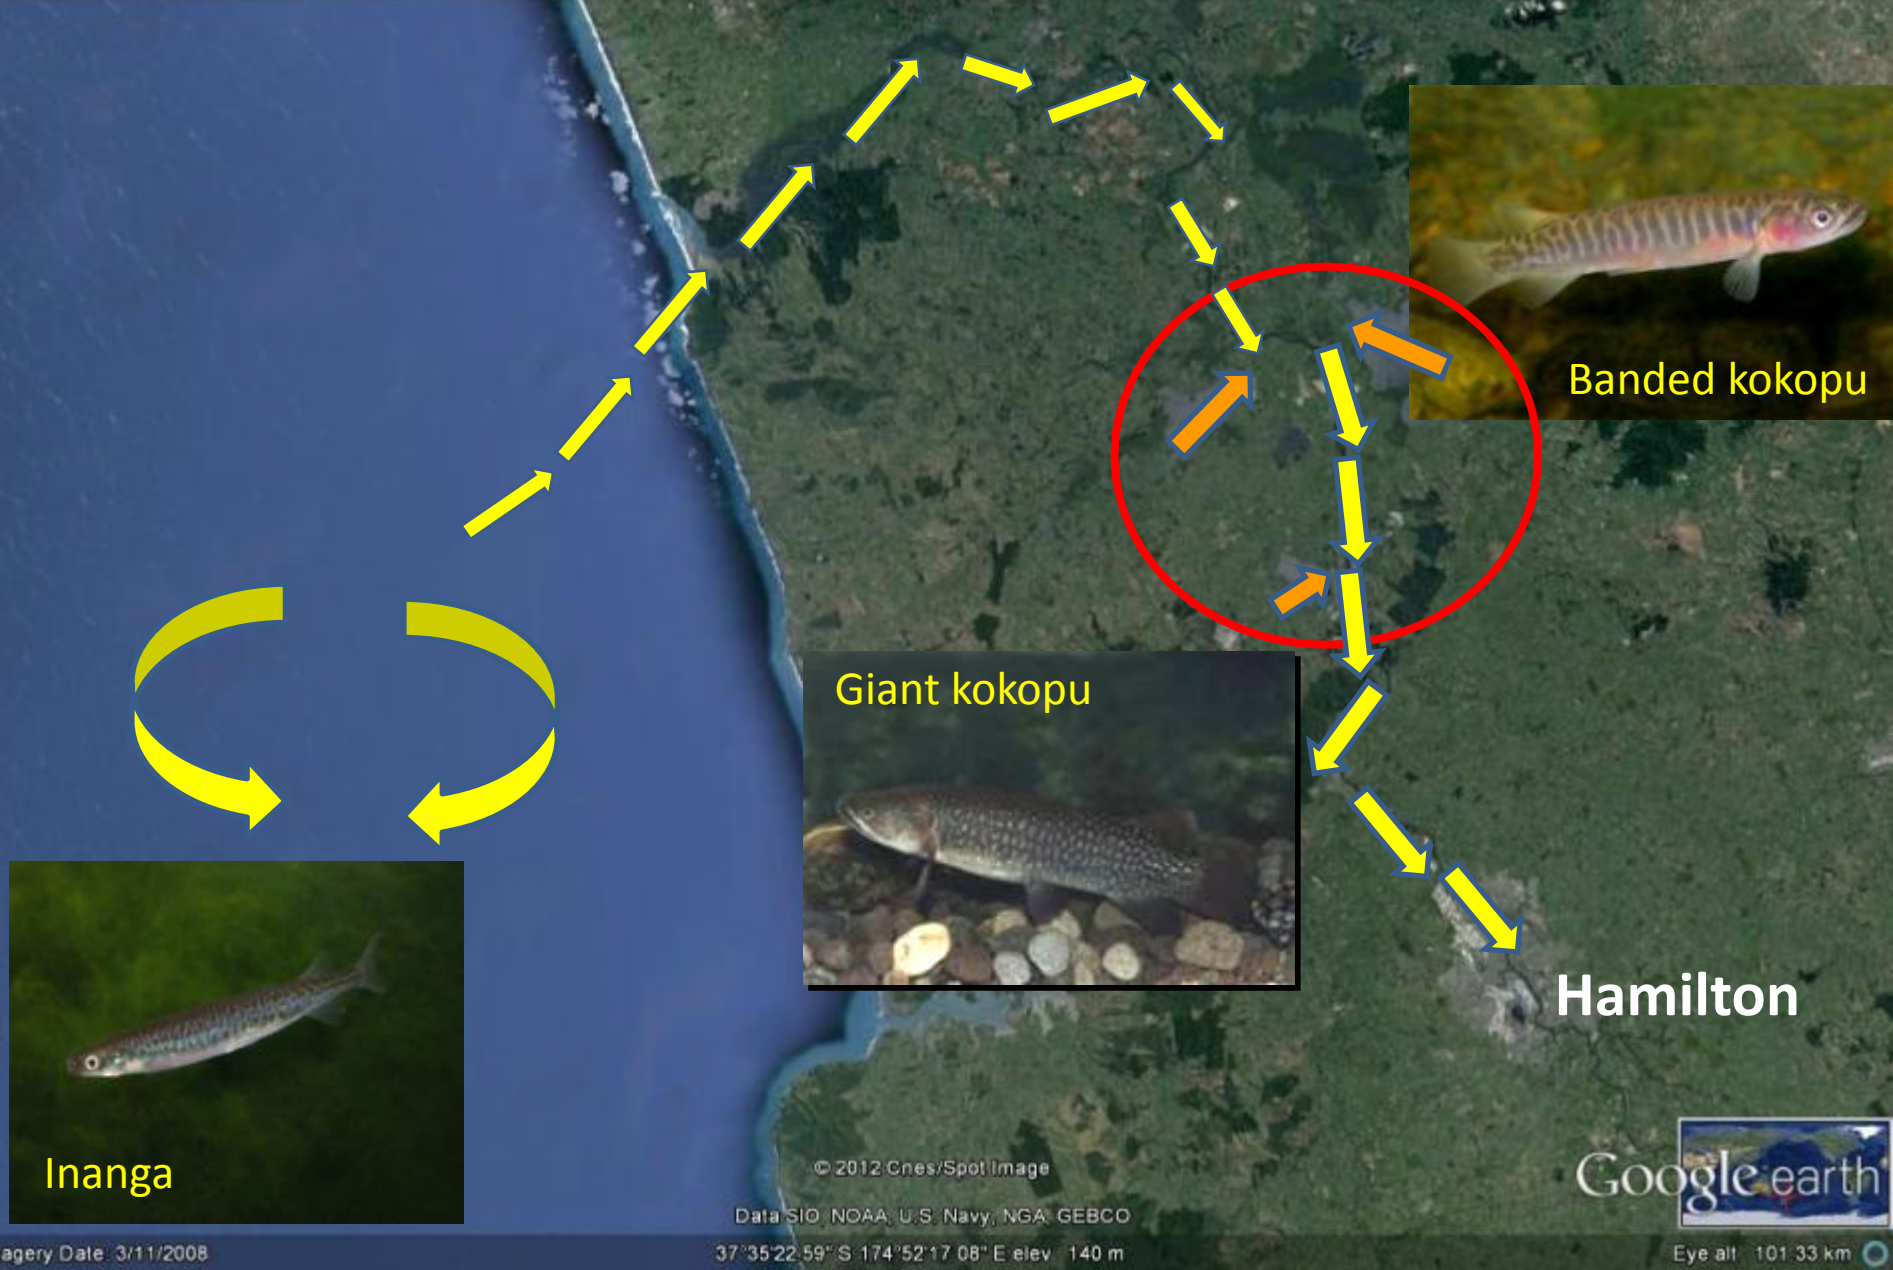 Banded kokopu
Giant kokopu
Hamilton
Inanga
© 2012 Cnes/Spot Image
Data SIO, NOAA, U.S. Navy, NGA, GEBCO
Google earth
agery Date: 3/11/2008
37°35'22.59" S 174°52'17.08" E elev 140 m
Eye alt 101.33 km